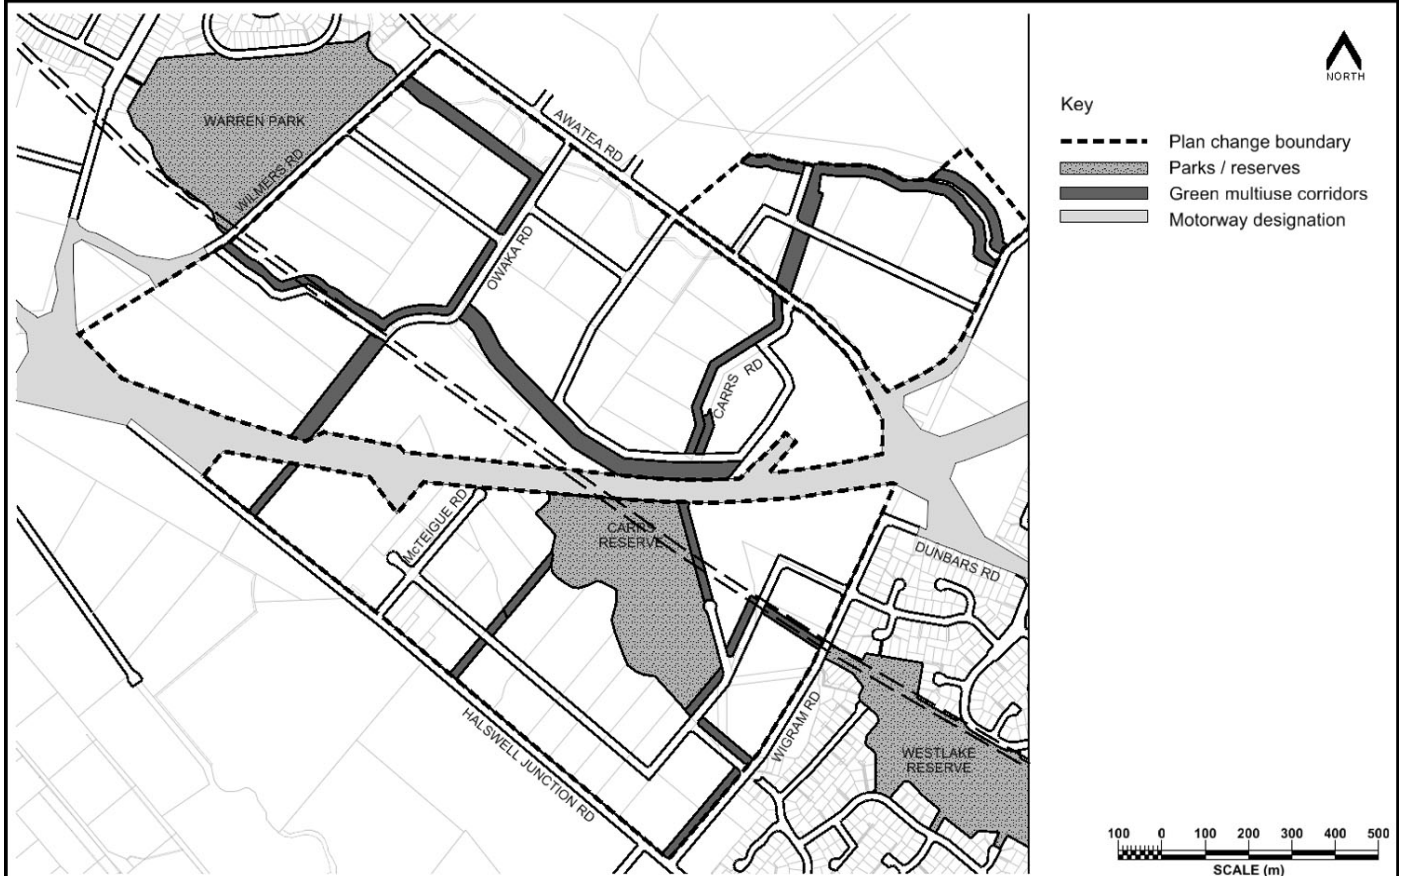 NORTH
Key
Plan change boundary
Parks / reserves
Green multiuse corridors
Motorway designation
WARREN PARK
AWATEA RD
WILMERS RD
OWAKA RD
CARRS RD
McTEIGUE RD
CARRS
RESERVE
DUNBARS RD
WIGRAM RD
HALSWELL JUNCTION RD
WESTLAKE
RESERVE
100 0 100 200 300 400 500
SCALE (m)